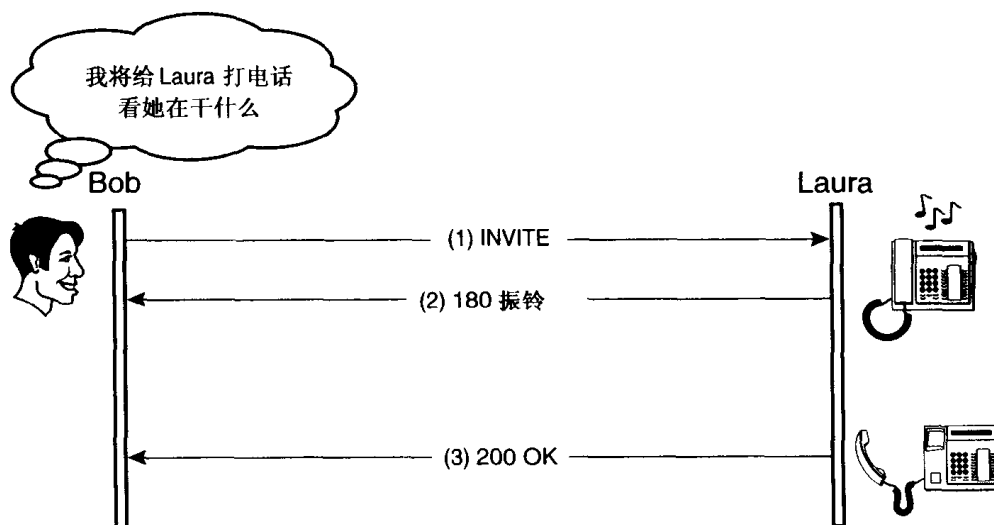 我将给 Laura 打电话
看她在干什么
Bob
Laura
(1) INVITE
(2) 180 振铃
(3) 200 OK